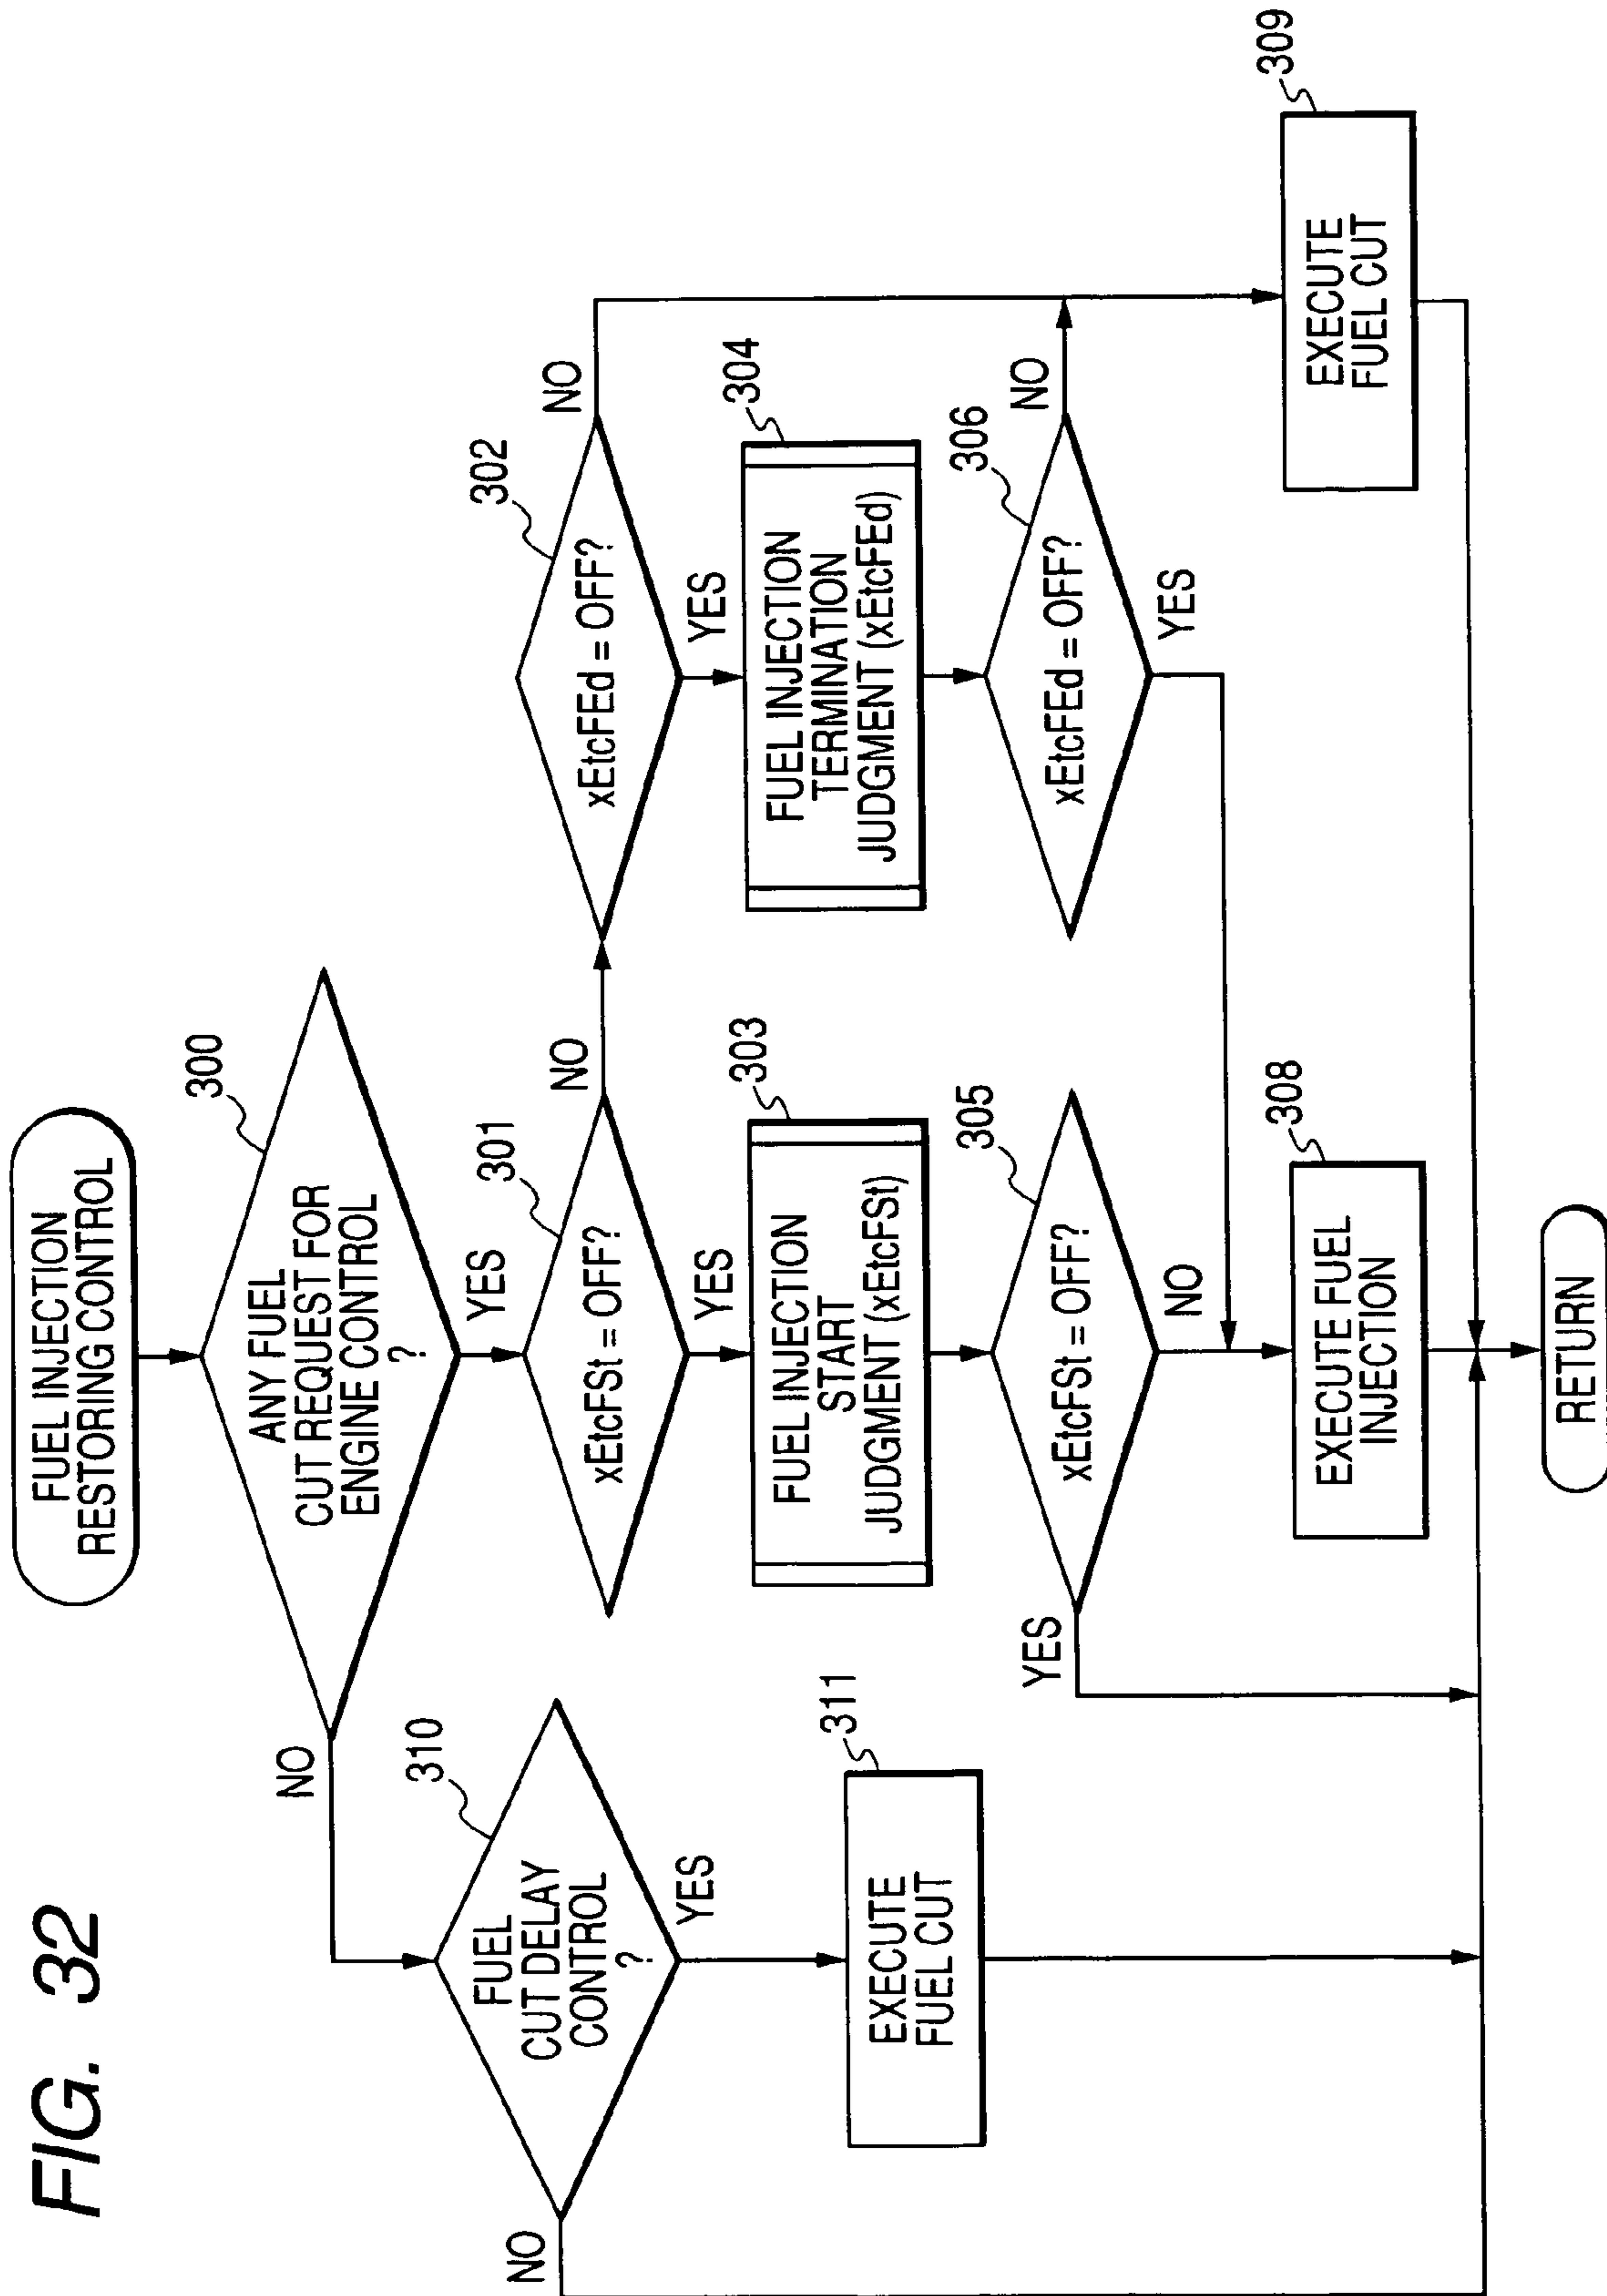 FIG. 32
FUEL INJECTION
RESTORING CONTROL
300
ANY FUEL
CUT REQUEST FOR
ENGINE CONTROL
?
NO
YES
310
FUEL
CUT DELAY
CONTROL
?
NO
YES
311
EXECUTE
FUEL CUT
301
xEtcFSt = OFF?
NO
YES
302
xEtcFEd = OFF?
NO
YES
303
FUEL INJECTION
START
JUDGMENT (xEtcFSt)
304
FUEL INJECTION
TERMINATION
JUDGMENT (xEtcFEd)
305
xEtcFSt = OFF?
YES
NO
306
xEtcFEd = OFF?
NO
YES
308
EXECUTE FUEL
INJECTION
309
EXECUTE
FUEL CUT
RETURN